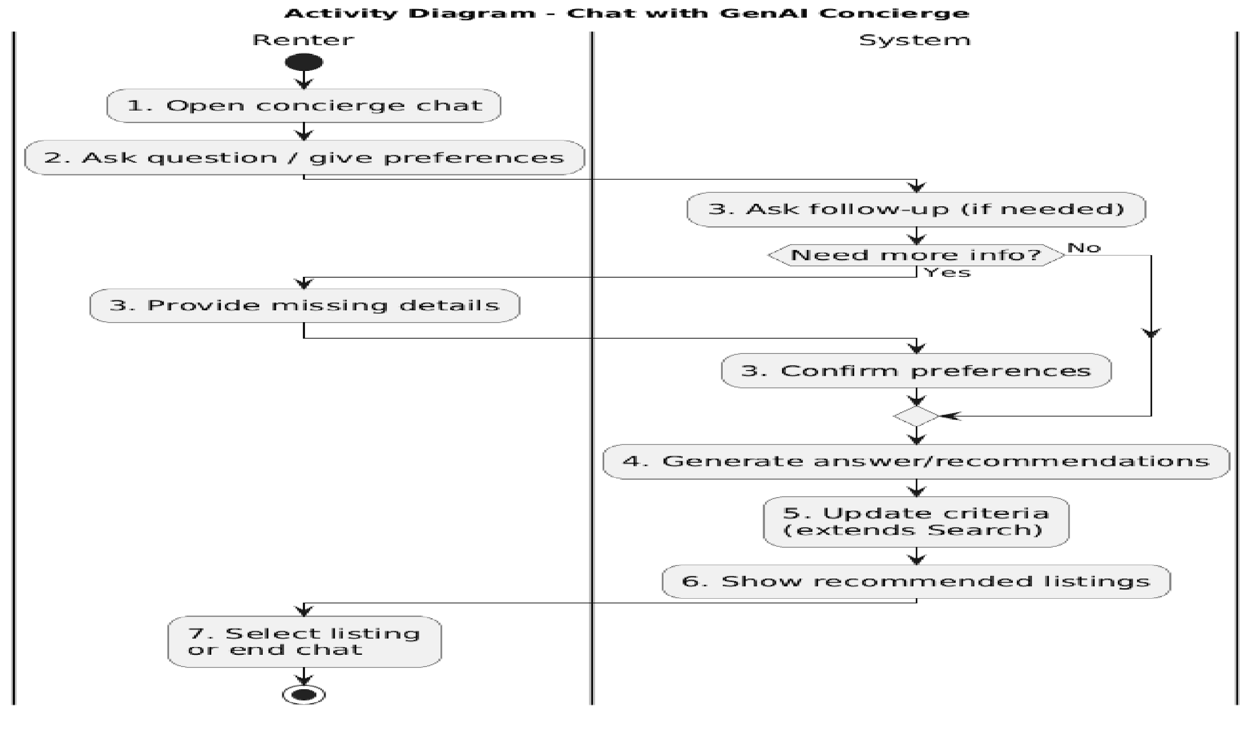 Activity Diagram - Chat with GenAI Concierge
Renter
System
1. Open concierge chat
2. Ask question / give preferences
3. Ask follow-up (if needed)
Need more info?
No
Yes
3. Provide missing details
3. Confirm preferences
4. Generate answer/recommendations
5. Update criteria
(extends Search)
6. Show recommended listings
7. Select listing
or end chat